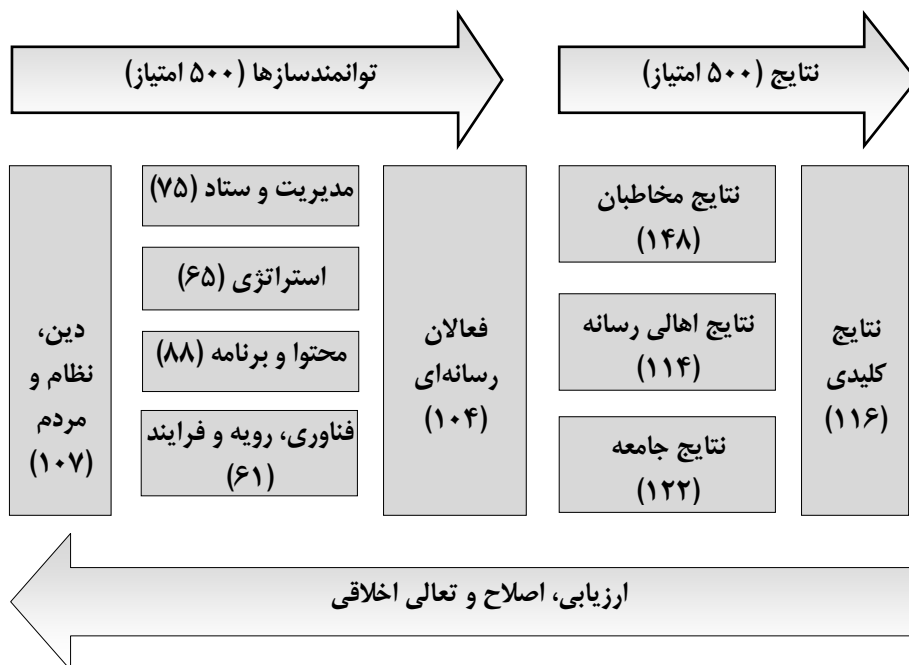 توانمندسازها (۵۰۰ امتیاز)
نتایج (۵۰۰ امتیاز)
دین،
نظام و
مردم
(۱۰۷)
مدیریت و ستاد (۷۵)
استراتژی (۶۵)
محتوا و برنامه (۸۸)
فناوری، رویه و فرایند
(۶۱)
فعالان
رسانه‌ای
(۱۰۴)
نتایج مخاطبان
(۱۴۸)
نتایج اهالی رسانه
(۱۱۴)
نتایج جامعه
(۱۲۲)
نتایج
کلیدی
(۱۱۶)
ارزیابی، اصلاح و تعالی اخلاقی